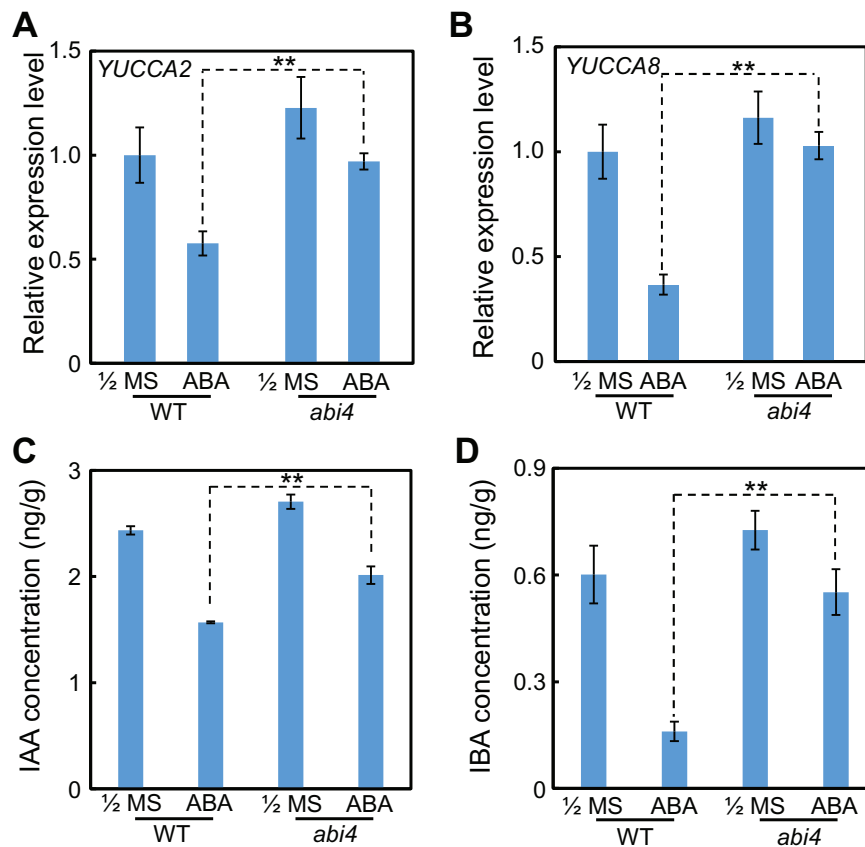 A
Relative expression level
1.5
1.0
0.5
0
YUCCA2
**
½ MS ABA ½ MS ABA
WT abi4
B
Relative expression level
1.5
1.0
0.5
0
YUCCA8
**
½ MS ABA ½ MS ABA
WT abi4
C
IAA concentration (ng/g)
3
2
1
0
**
½ MS ABA ½ MS ABA
WT abi4
D
IBA concentration (ng/g)
0.9
0.6
0.3
0
**
½ MS ABA ½ MS ABA
WT abi4